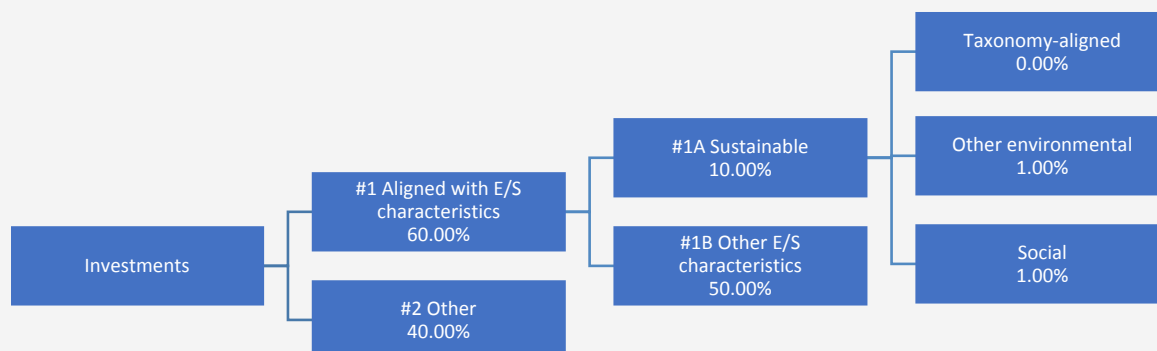 Investments
#1 Aligned with E/S
characteristics
60.00%
#2 Other
40.00%
#1A Sustainable
10.00%
#1B Other E/S
characteristics
50.00%
Taxonomy-aligned
0.00%
Other environmental
1.00%
Social
1.00%